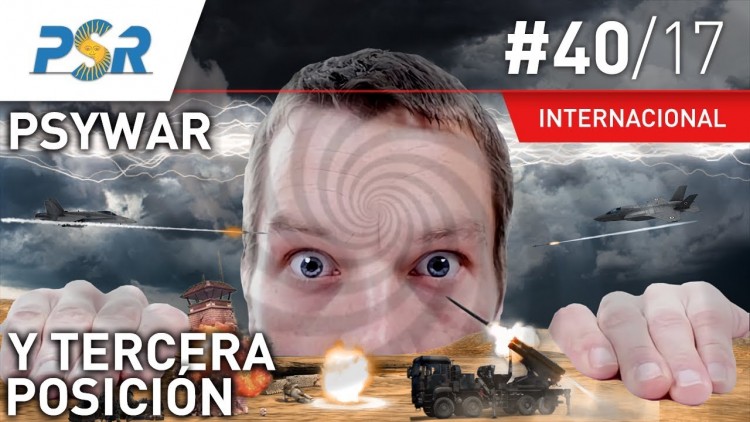 PSR
#40/17
INTERNACIONAL
PSYWAR
Y TERCERA
POSICIÓN